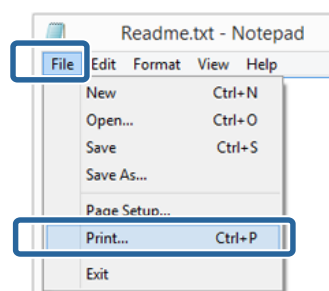 Readme.txt - Notepad
File Edit Format View Help
New Ctrl+N
Open... Ctrl+O
Save Ctrl+S
Save As...
Page Setup...
Print... Ctrl+P
Exit